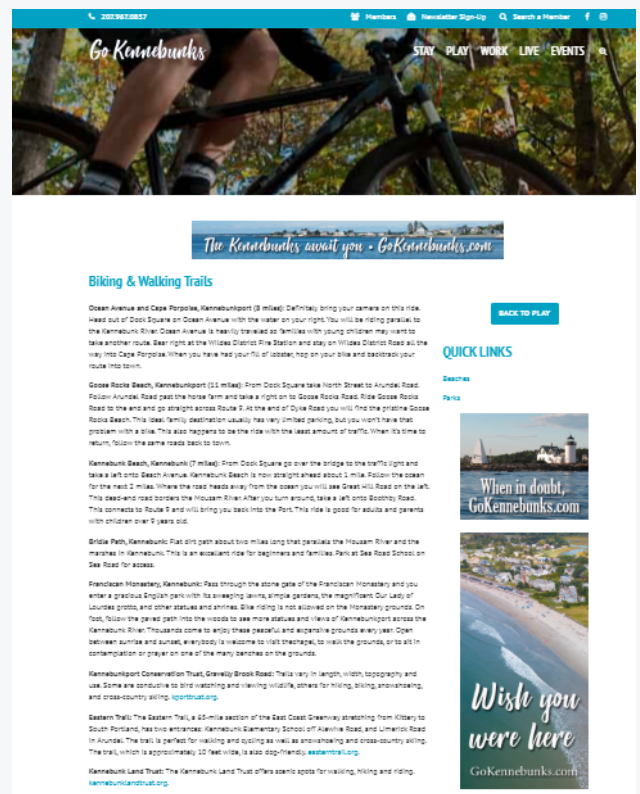 207.967.0857
Members
Newsletter Sign-Up
Search a Member
Go Kennebunks
STAY PLAY WORK LIVE EVENTS
The Kennebunks await you • GoKennebunks.com
Biking & Walking Trails
Ocean Avenue and Cape Porpoise, Kennebunkport (8 miles): Definitely bring your camera on this ride.
Head out of Dock Square on Ocean Avenue with the water on your right. You will be riding parallel to
the Kennebunk River. Ocean Avenue is heavily traveled so families with young children may want to
take another route. Bear right at the Wildes District Fire Station and stay on Wildes District Road all the
way into Cape Porpoise. When you have had your fill of lobster, hop on your bike and backtrack your
route into town.
Goose Rocks Beach, Kennebunkport (11 miles): From Dock Square take North Street to Arundel Road.
Follow Arundel Road past the horse farm and take a right on to Goose Rocks Road. Ride Goose Rocks
Road to the end and go straight across Route 9. At the end of Dyke Road you will find the pristine Goose
Rocks Beach. This ideal family destination usually has very limited parking, but you won't have that
problem with a bike. This also happens to be the ride with the least amount of traffic. When it's time to
return, follow the same roads back to town.
Kennebunk Beach, Kennebunk (7 miles): From Dock Square go over the bridge to the traffic light and
take a left onto Beach Avenue. Kennebunk Beach is now straight ahead about 1 mile. Follow the ocean
for the next 2 miles. Where the road heads away from the ocean you will see Great Hill Road on the left.
This dead-end road borders the Mousam River. After you turn around, take a left onto Boothby Road.
This connects to Route 9 and will bring you back into the Port. This ride is good for adults and parents
with children over 9 years old.
Bridle Path, Kennebunk: Flat dirt path about two miles long that parallels the Mousam River and the
marshes in Kennebunk. This is an excellent ride for beginners and families. Park at Sea Road School on
Sea Road for access.
Franciscan Monastery, Kennebunk: Pass through the stone gate of the Franciscan Monastery and you
enter a gracious English park with its sweeping lawns, simple gardens, the magnificent Our Lady of
Lourdes grotto, and other statues and shrines. Bike riding is not allowed on the Monastery grounds. On
foot, follow the paved path into the woods to see more statues and views of Kennebunkport across the
Kennebunk River. Thousands come to enjoy these peaceful and expansive grounds every year. Open
between sunrise and sunset, everybody is welcome to visit thechapel, to walk the grounds, or to sit in
contemplation or prayer on one of the many benches on the grounds.
Kennebunkport Conservation Trust, Gravelly Brook Road: Trails vary in length, width, topography and
use. Some are conducive to bird watching and viewing wildlife, others for hiking, biking, snowshoeing,
and cross-country skiing. kporttrust.org.
Eastern Trail: The Eastern Trail, a 65-mile section of the East Coast Greenway stretching from Kittery to
South Portland, has two entrances: Kennebunk Elementary School off Alewive Road, and Limerick Road
in Arundel. The trail is perfect for walking and cycling as well as snowshoeing and cross-country skiing.
The trail, which is approximately 10 feet wide, is also dog-friendly. easterntrail.org.
Kennebunk Land Trust: The Kennebunk Land Trust offers scenic spots for walking, hiking and riding.
kennebunklandtrust.org.
BACK TO PLAY
QUICK LINKS
Beaches
Parks
When in doubt,
GoKennebunks.com
Wish you
were here
GoKennebunks.com